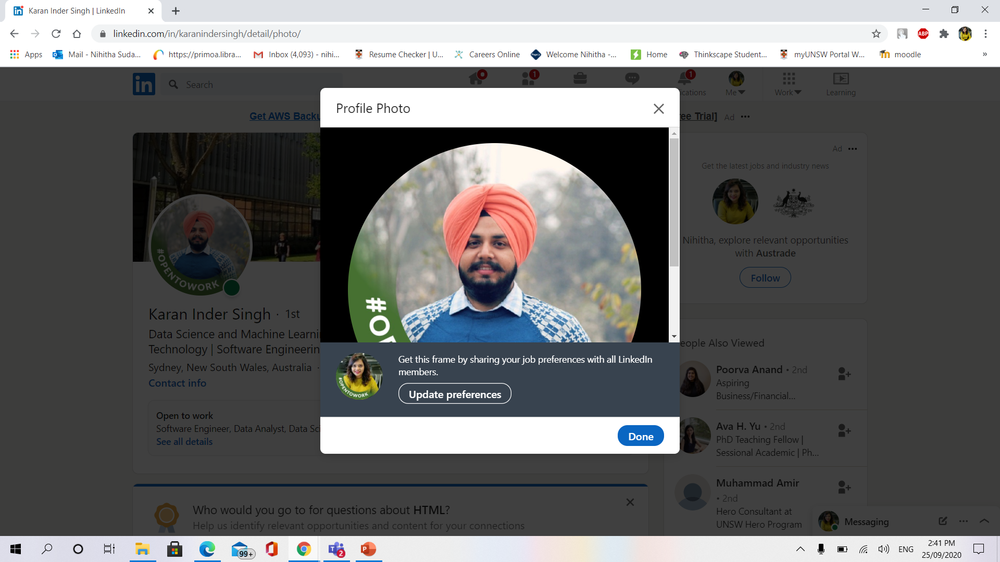 Karan Inder Singh | LinkedIn
linkedin.com/in/karanindersingh/detail/photo/
ABP
Apps
Mail - Nihitha Suda...
https://primoa.libra...
Inbox (4,093) - nihi...
Resume Checker | U...
Careers Online
Welcome Nihitha -...
Home
Thinkscape Student...
myUNSW Portal W...
moodle
»
in
Search
1
1
ications
Me
Work
Learning
Get AWS Backu
ree Trial]
Ad
Profile Photo
#OPENTOWORK
Karan Inder Singh · 1st
Data Science and Machine Learni
Technology | Software Engineerin
Sydney, New South Wales, Australia ·
Contact info
Open to work
Software Engineer, Data Analyst, Data Sci
See all details
#OP
Get this frame by sharing your job preferences with all LinkedIn
members.
#OPENTOWORK
Update preferences
Done
Ad
Get the latest jobs and industry news
Nihitha, explore relevant opportunities
with Austrade
Follow
eople Also Viewed
Poorva Anand • 2nd
Aspiring
Business/Financial...
Ava H. Yu • 2nd
PhD Teaching Fellow |
Sessional Academic | Ph...
Muhammad Amir
• 2nd
Hero Consultant at
UNSW Hero Program
Who would you go to for questions about HTML?
Help us identify relevant opportunities and content for your connections
Messaging
99+
2
ENG
2:41 PM
25/09/2020